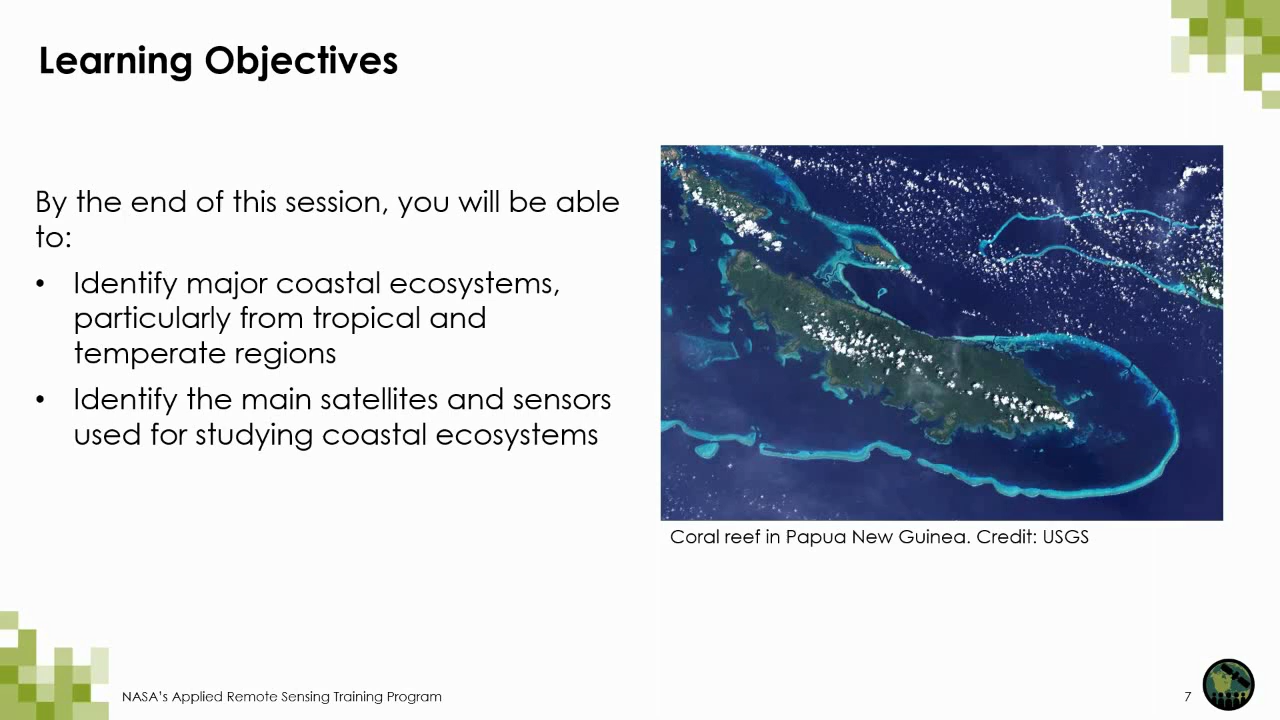 Learning Objectives
By the end of this session, you will be able
to:
• Identify major coastal ecosystems,
particularly from tropical and
temperate regions
• Identify the main satellites and sensors
used for studying coastal ecosystems
Coral reef in Papua New Guinea. Credit: USGS
NASA's Applied Remote Sensing Training Program
7